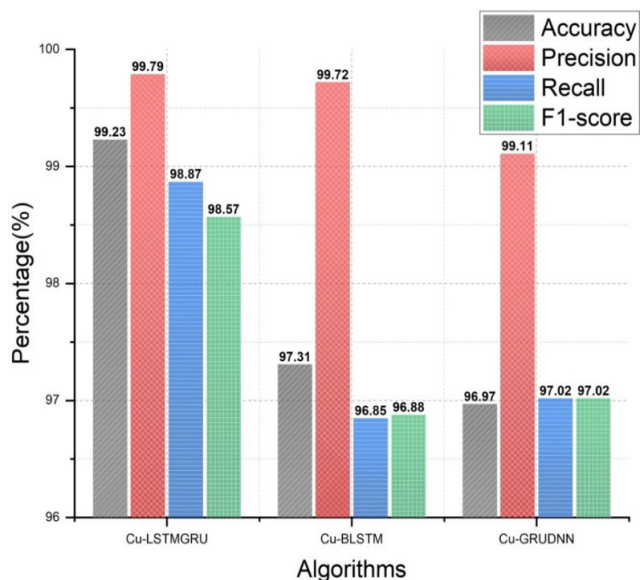 Accuracy
Precision
Recall
F1-score
Percentage(%)
100
99
98
97
96
99.23
99.79
98.87
98.57
97.31
99.72
96.85
96.88
96.97
99.11
97.02
97.02
Cu-LSTMGRU
Cu-BLSTM
Cu-GRUDNN
Algorithms